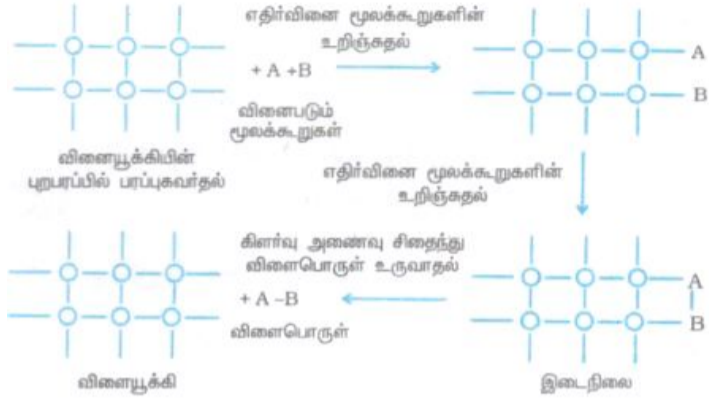 எதிர்வினை மூலக்கூறுகளின்
உறிஞ்சுதல்
+ A +B
A
B
வினைபடும்
மூலக்கூறுகள்
வினையூக்கியின்
புறபரப்பில் பரப்புகவர்தல்
எதிர்வினை மூலக்கூறுகளின்
உறிஞ்சுதல்
கிளர்வு அணைவு சிதைந்து
விளைபொருள் உருவாதல்
+ A –B
விளைபொருள்
A
B
வினையூக்கி
இடைநிலை